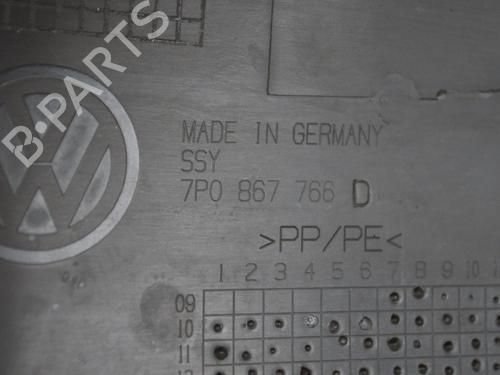 B·PARTS
MADE IN GERMANY
SSY
7P0 867 766 D
>PP/PE<
1 2 3 4 5 6 7 8 9 10
09
10
11